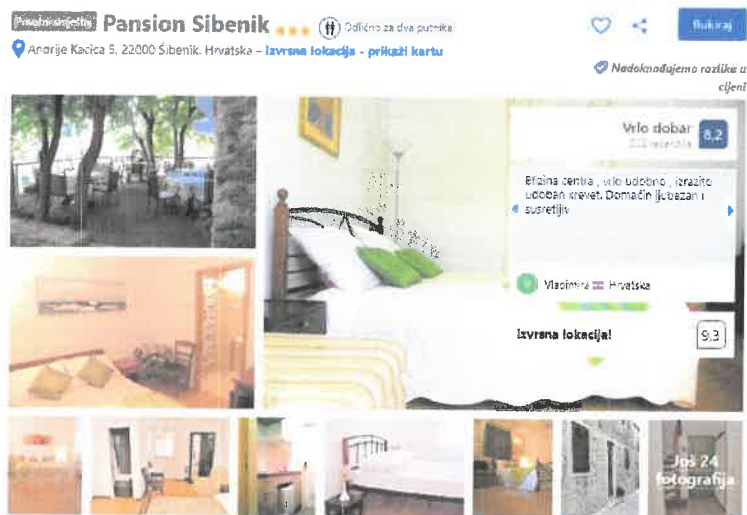 Privatni smještaj Pansion Sibenik Odlično za dva putnika
Rezerviraj
Andrije Kacica 5, 22000 Šibenik, Hrvatska – Izvrsna lokacija - prikaži kartu
Nadoknađujemo razliku u
cijeni
Vrlo dobar 8,2
recenzija
Blizina centra, vrlo udobno, izrazito
udoban krevet. Domaćin ljubazan i
susretljiv
Vladimira Hrvatska
Izvrsna lokacija! 9,3
Još 24
fotografija